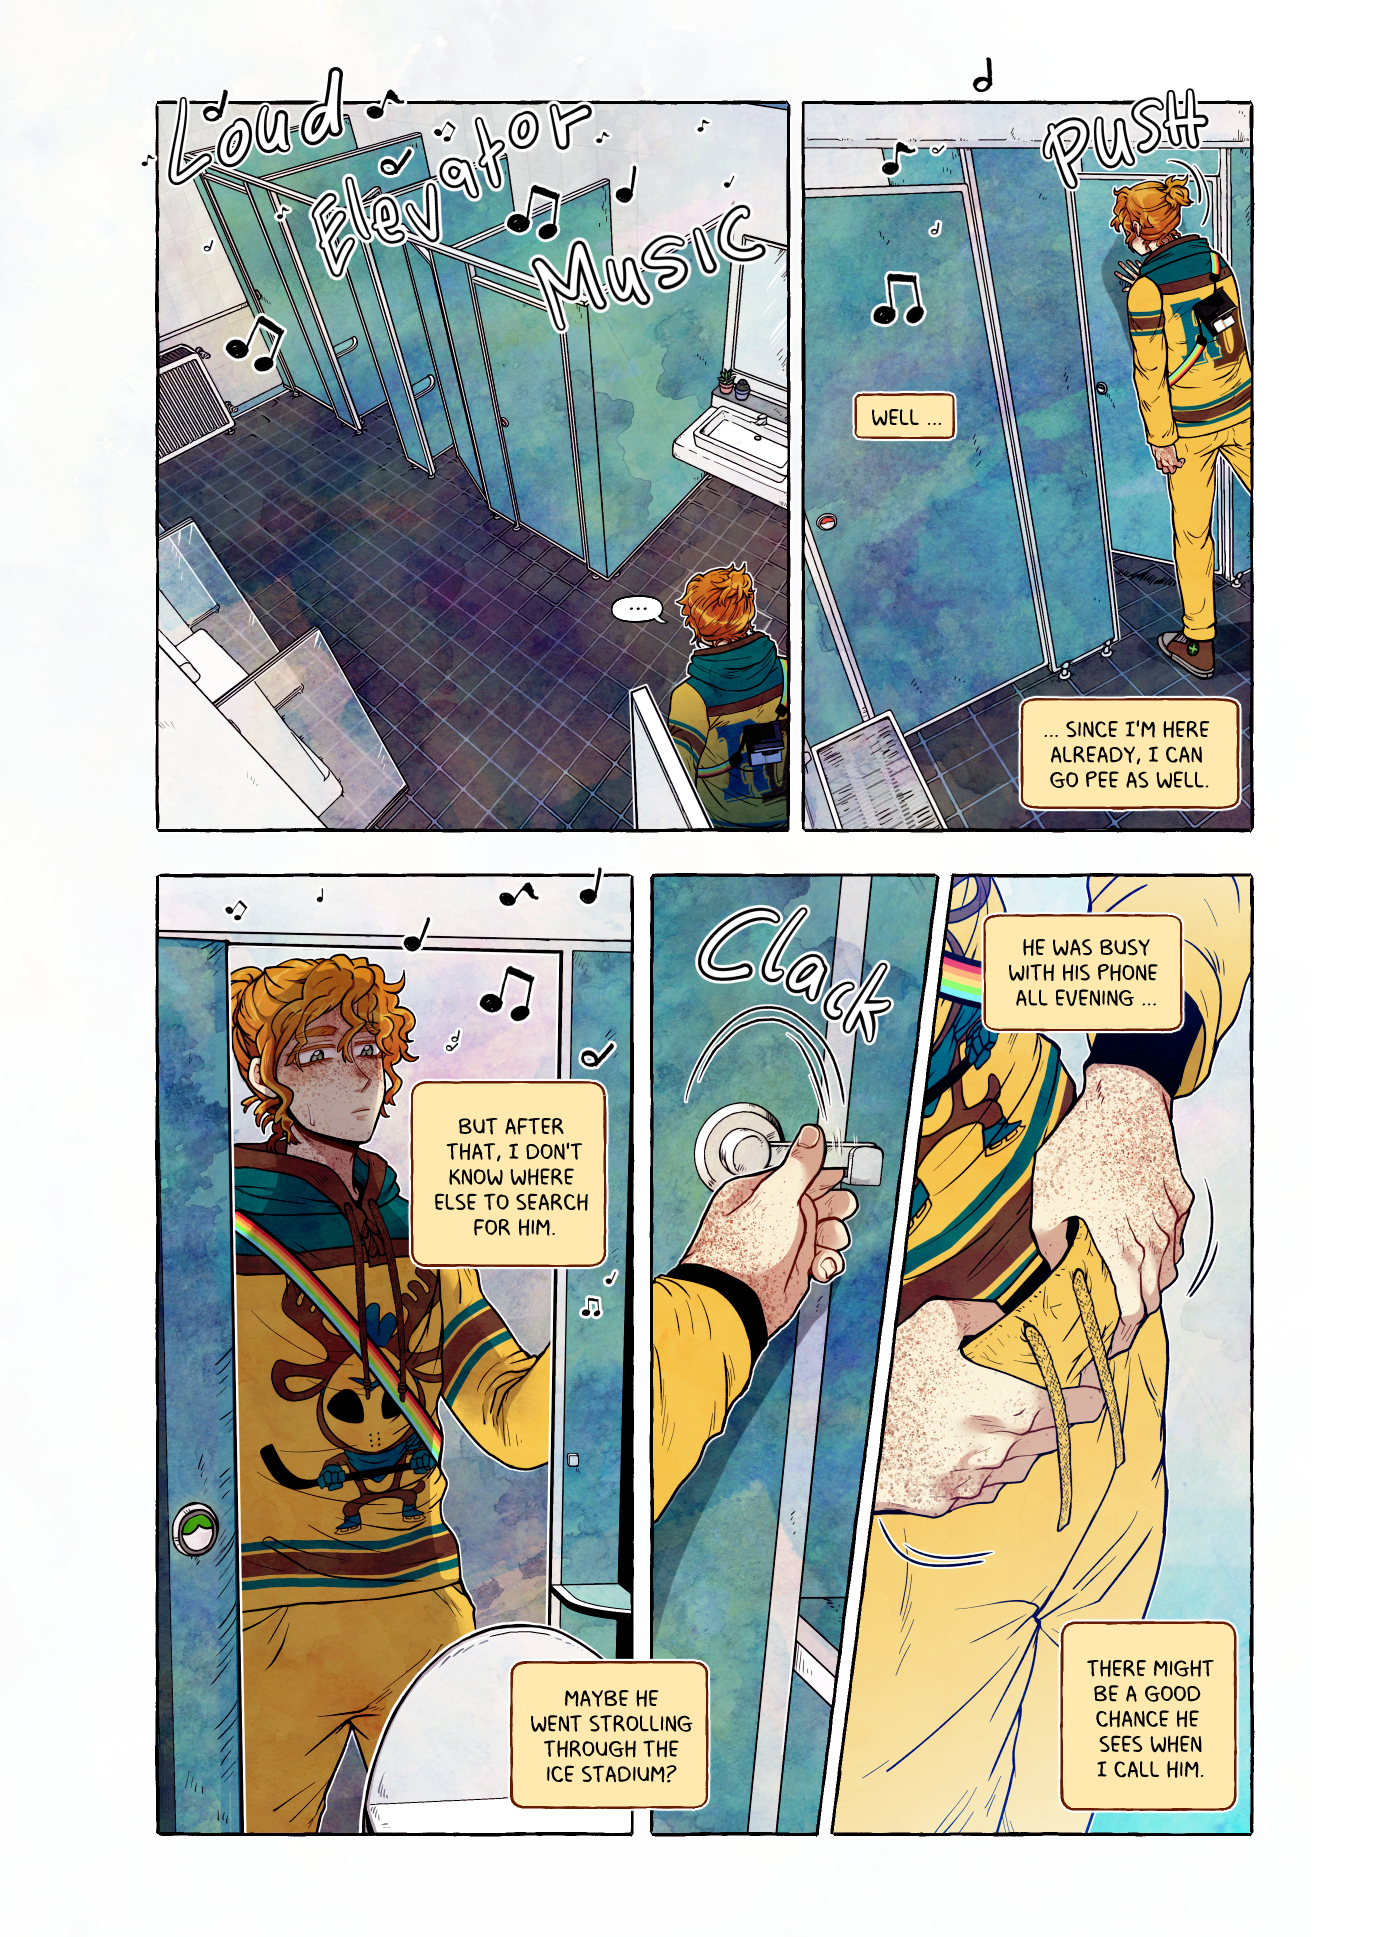 Loud
Elevator
Music
...
PUSH
WELL ...
... SINCE I'M HERE
ALREADY, I CAN
GO PEE AS WELL.
BUT AFTER
THAT, I DON'T
KNOW WHERE
ELSE TO SEARCH
FOR HIM.
MAYBE HE
WENT STROLLING
THROUGH THE
ICE STADIUM?
Clack
HE WAS BUSY
WITH HIS PHONE
ALL EVENING ...
THERE MIGHT
BE A GOOD
CHANCE HE
SEES WHEN
I CALL HIM.